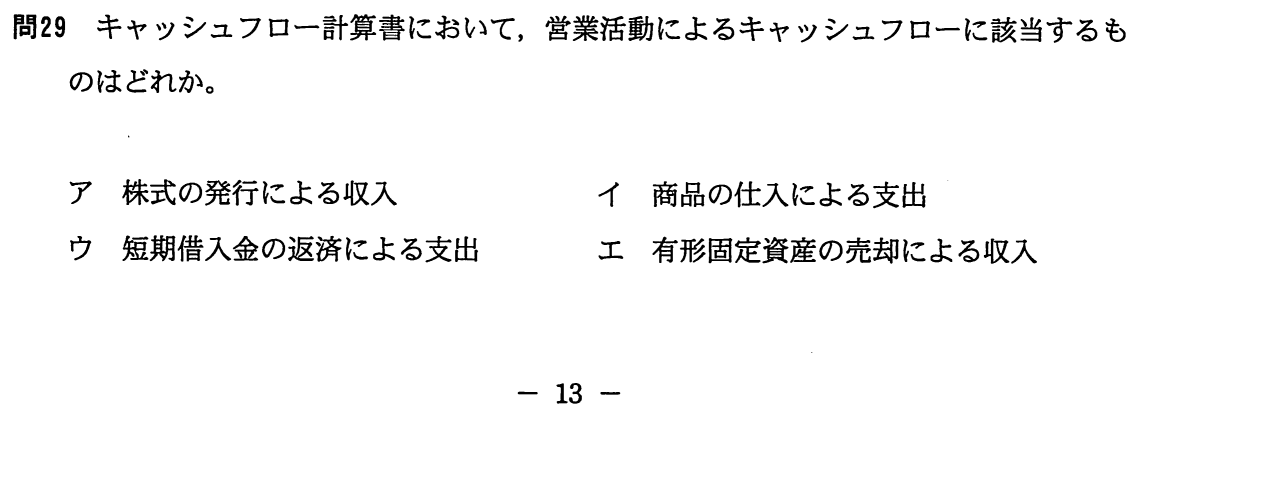 問29 キャッシュフロー計算書において，営業活動によるキャッシュフローに該当するも
のはどれか。
ア 株式の発行による収入 イ 商品の仕入による支出
ウ 短期借入金の返済による支出 エ 有形固定資産の売却による収入
－ 13 －